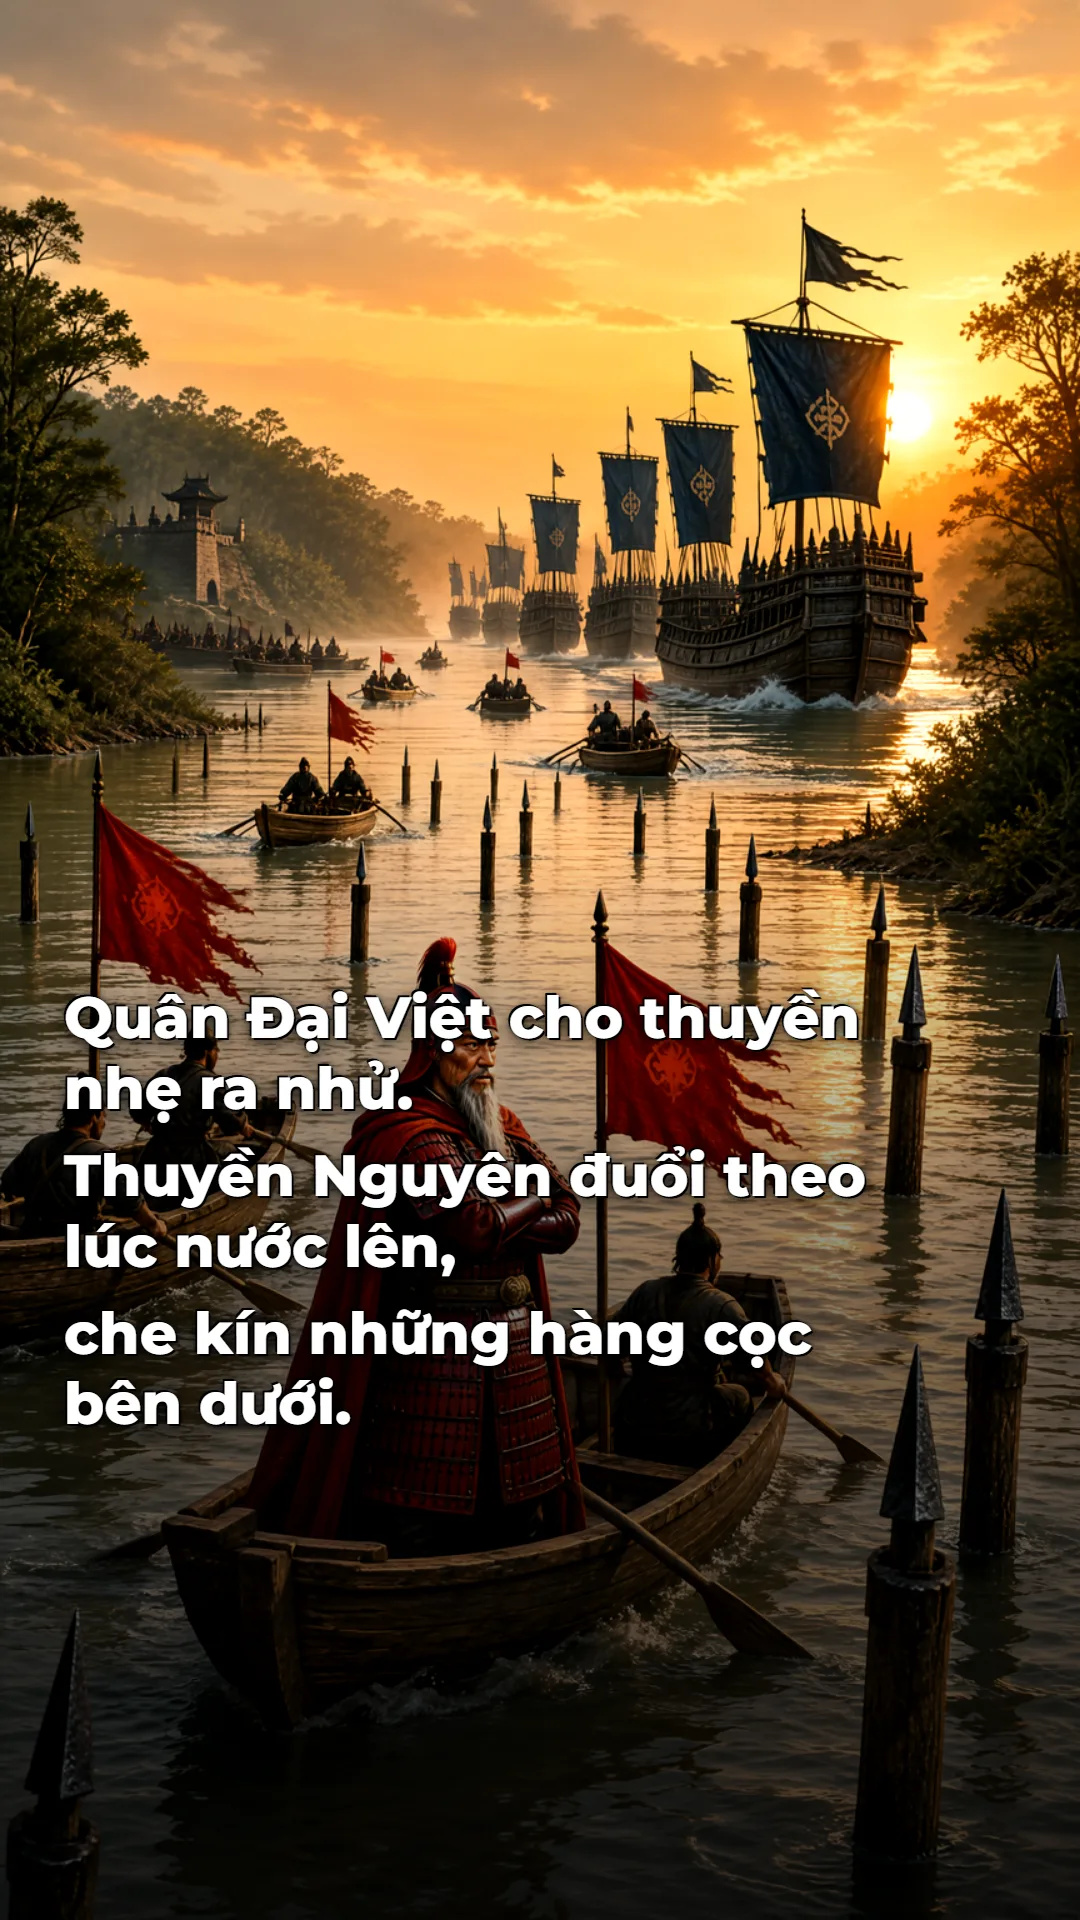 Quân Đại Việt cho thuyền
nhẹ ra nhử.
Thuyền Nguyên đuổi theo
lúc nước lên,
che kín những hàng cọc
bên dưới.